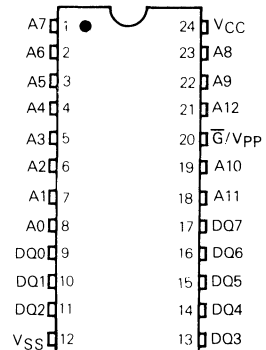 A7 1 24 VCC
A6 2 23 A8
A5 3 22 A9
A4 4 21 A12
A3 5 20 G̅/VPP
A2 6 19 A10
A1 7 18 A11
A0 8 17 DQ7
DQ0 9 16 DQ6
DQ1 10 15 DQ5
DQ2 11 14 DQ4
VSS 12 13 DQ3